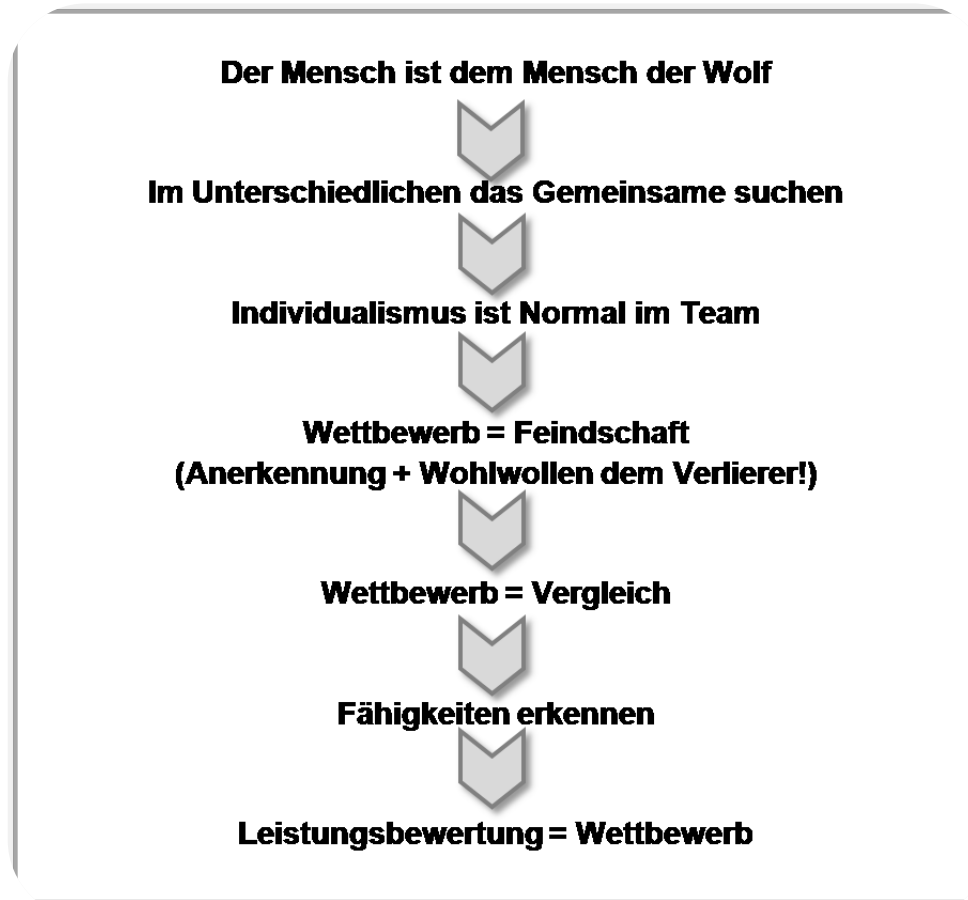 Der Mensch ist dem Mensch der Wolf
Im Unterschiedlichen das Gemeinsame suchen
Individualismus ist Normal im Team
Wettbewerb = Feindschaft
(Anerkennung + Wohlwollen dem Verlierer!)
Wettbewerb = Vergleich
Fähigkeiten erkennen
Leistungsbewertung = Wettbewerb